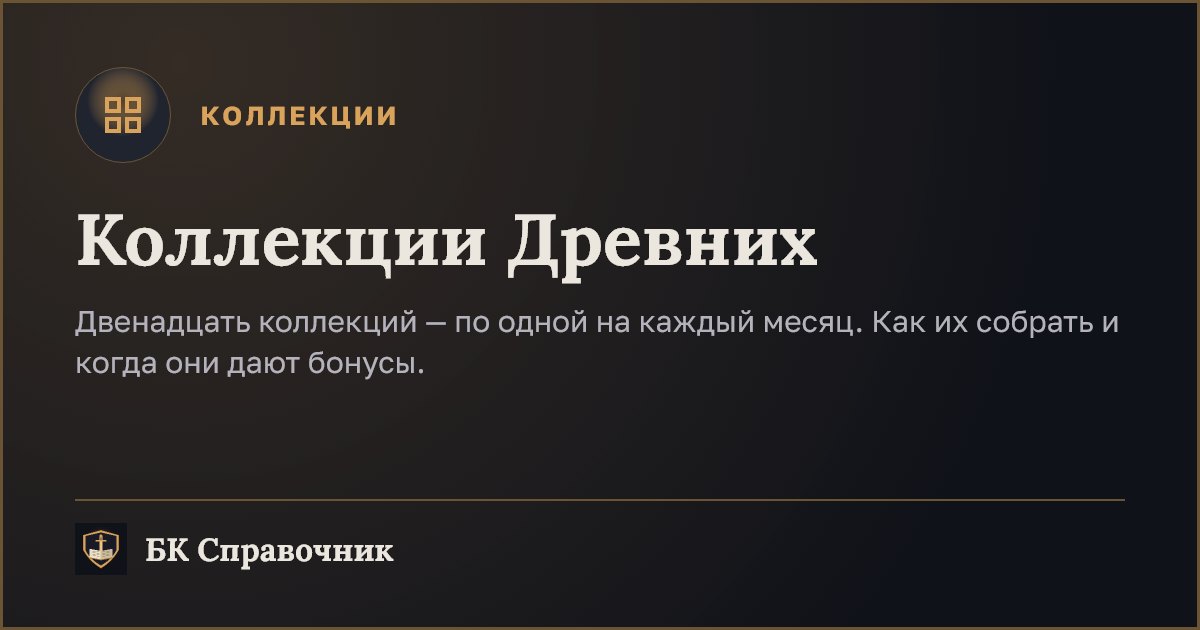 КОЛЛЕКЦИИ
Коллекции Древних
Двенадцать коллекций — по одной на каждый месяц. Как их собрать и
когда они дают бонусы.
БК Справочник